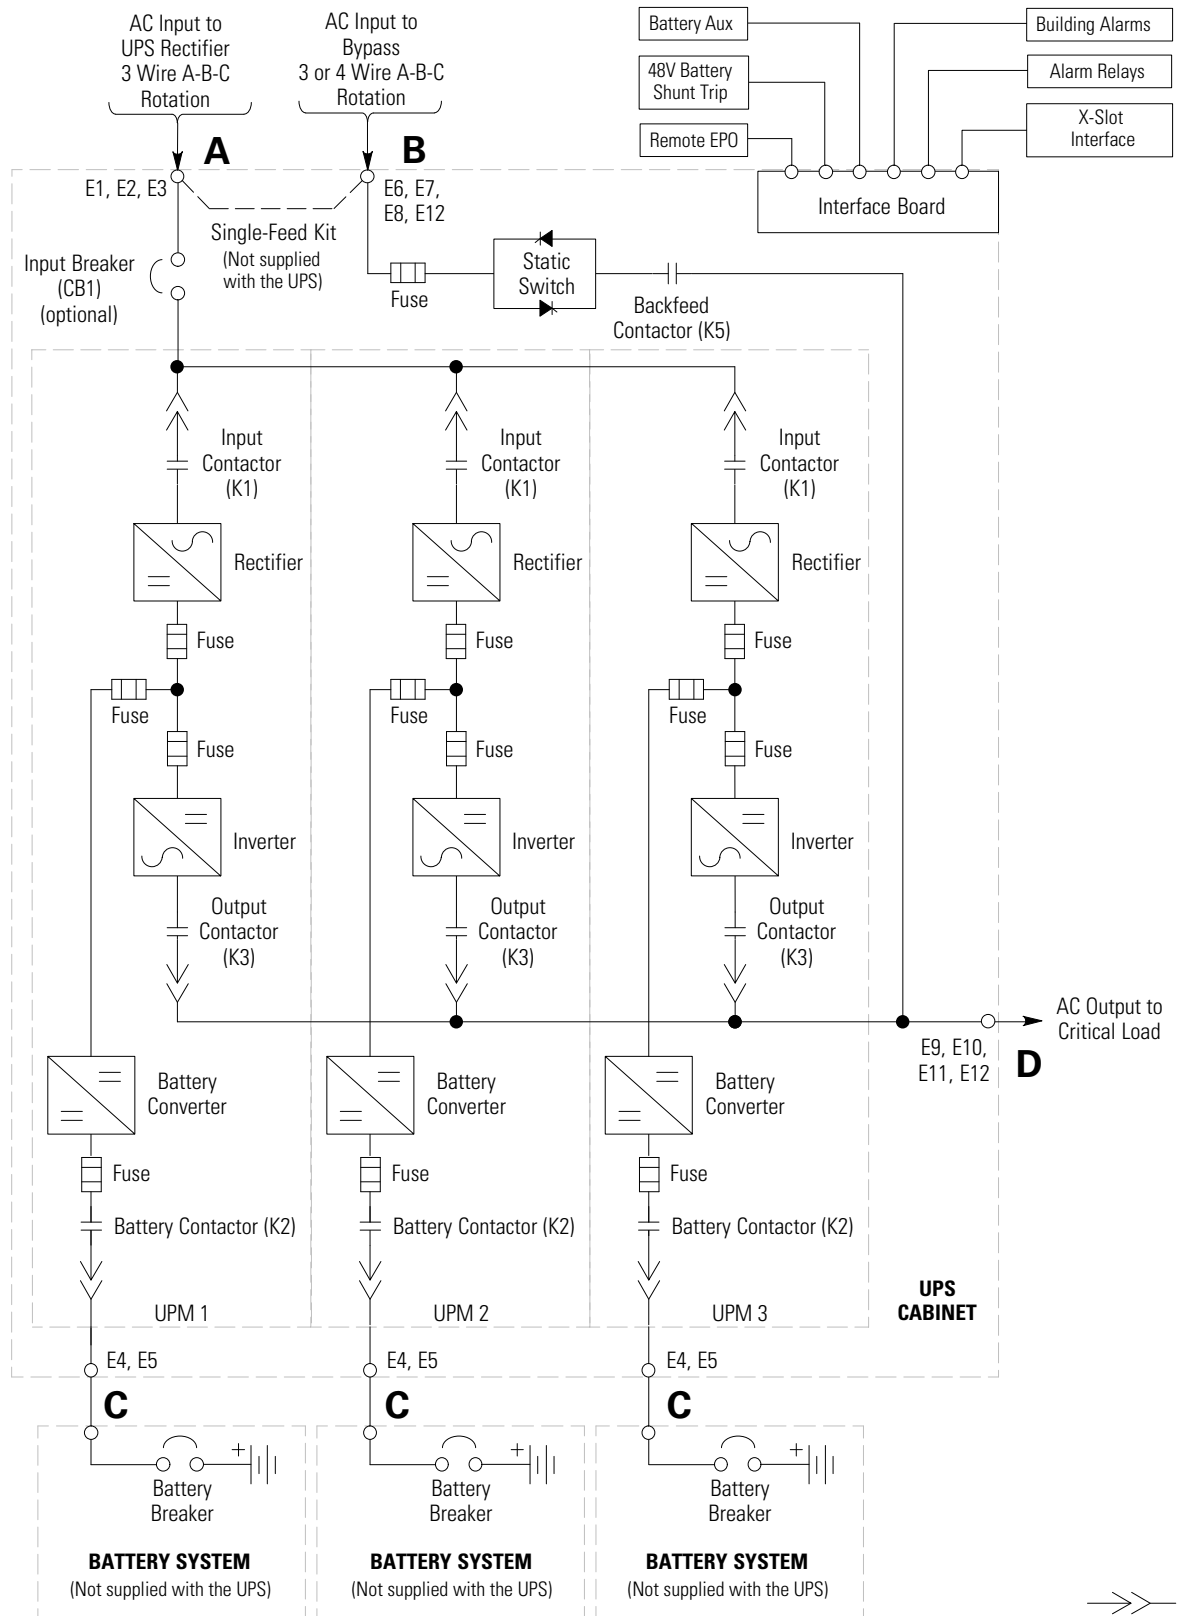 AC Input to
UPS Rectifier
3 Wire A-B-C
Rotation
AC Input to
Bypass
3 or 4 Wire A-B-C
Rotation
Battery Aux
48V Battery
Shunt Trip
Remote EPO
Building Alarms
Alarm Relays
X-Slot
Interface
A
B
E1, E2, E3
E6, E7,
E8, E12
Interface Board
Single-Feed Kit
(Not supplied
with the UPS)
Input Breaker
(CB1)
(optional)
Fuse
Static
Switch
Backfeed
Contactor (K5)
Input
Contactor
(K1)
Input
Contactor
(K1)
Input
Contactor
(K1)
Rectifier
Rectifier
Rectifier
Fuse
Fuse
Fuse
Fuse
Fuse
Fuse
Fuse
Fuse
Fuse
Inverter
Inverter
Inverter
Output
Contactor
(K3)
Output
Contactor
(K3)
Output
Contactor
(K3)
AC Output to
Critical Load
E9, E10,
E11, E12
D
Battery
Converter
Battery
Converter
Battery
Converter
Fuse
Fuse
Fuse
Battery Contactor (K2)
Battery Contactor (K2)
Battery Contactor (K2)
UPM 1
UPM 2
UPM 3
UPS
CABINET
E4, E5
E4, E5
E4, E5
C
C
C
+
+
+
Battery
Breaker
Battery
Breaker
Battery
Breaker
BATTERY SYSTEM
(Not supplied with the UPS)
BATTERY SYSTEM
(Not supplied with the UPS)
BATTERY SYSTEM
(Not supplied with the UPS)